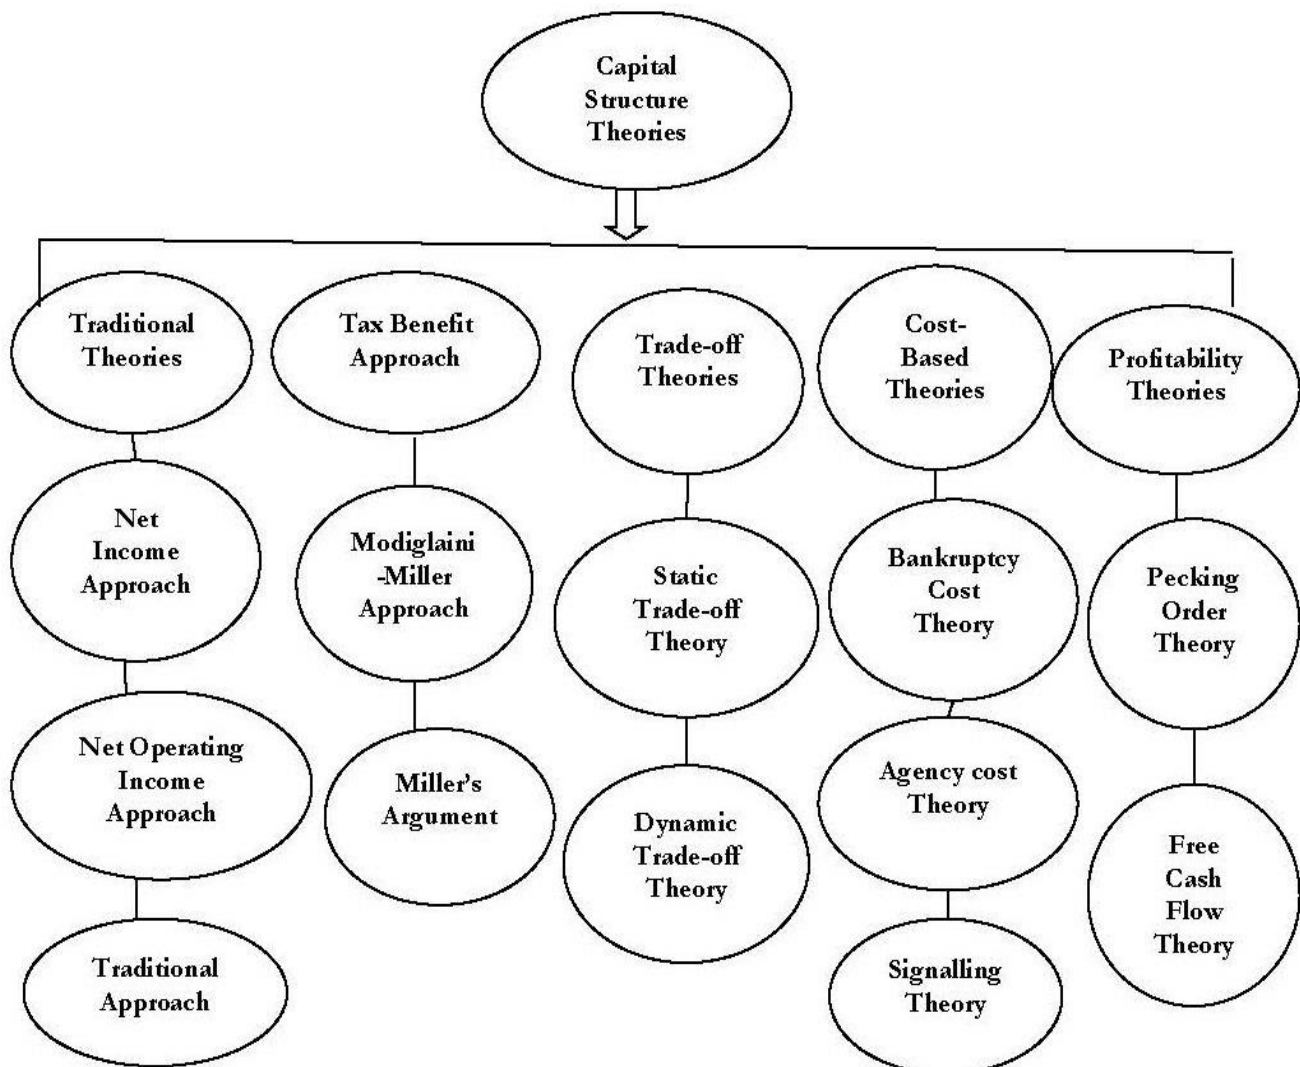 Capital
Structure
Theories
Traditional
Theories
Tax Benefit
Approach
Trade-off
Theories
Cost-
Based
Theories
Profitability
Theories
Net
Income
Approach
Modiglaini
-Miller
Approach
Static
Trade-off
Theory
Bankruptcy
Cost
Theory
Pecking
Order
Theory
Net Operating
Income
Approach
Miller's
Argument
Dynamic
Trade-off
Theory
Agency cost
Theory
Free
Cash
Flow
Theory
Traditional
Approach
Signalling
Theory